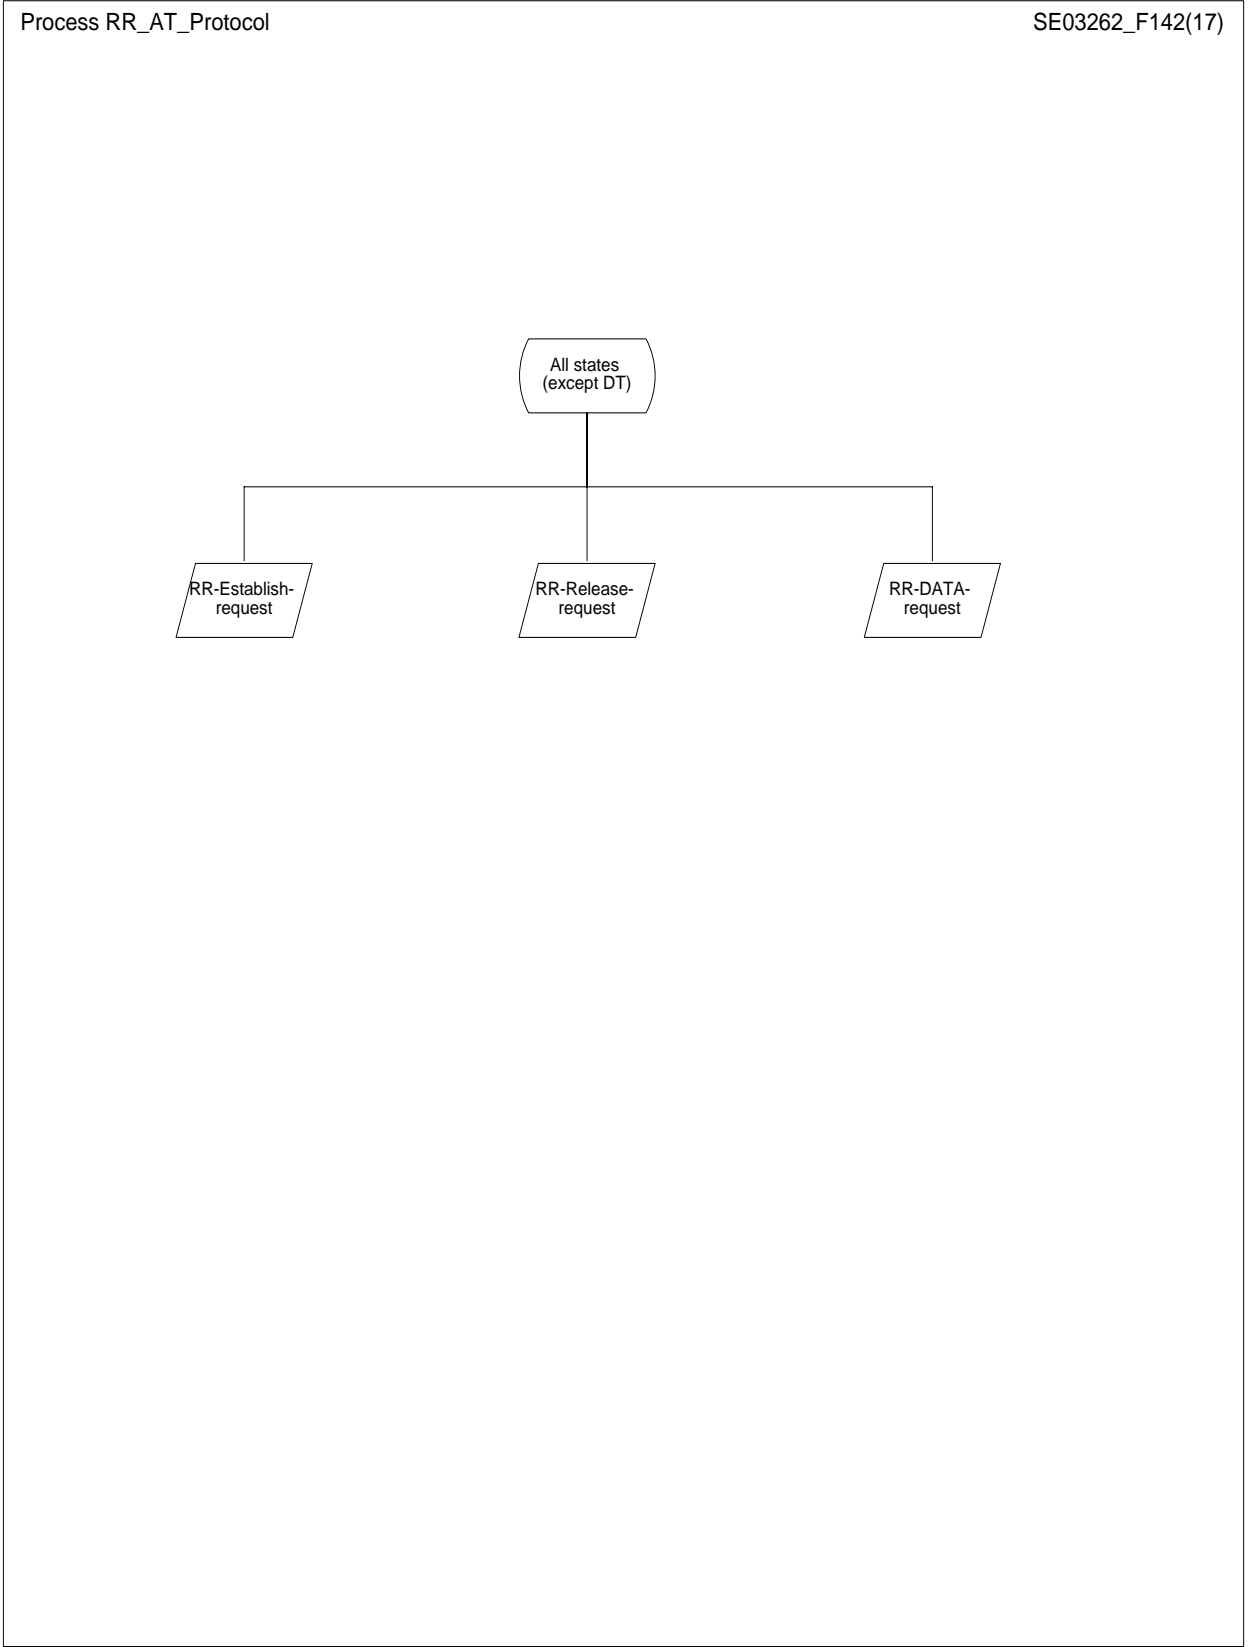 Process RR_AT_Protocol
SE03262_F142(17)
All states
(except DT)
RR-Establish-
request
RR-Release-
request
RR-DATA-
request